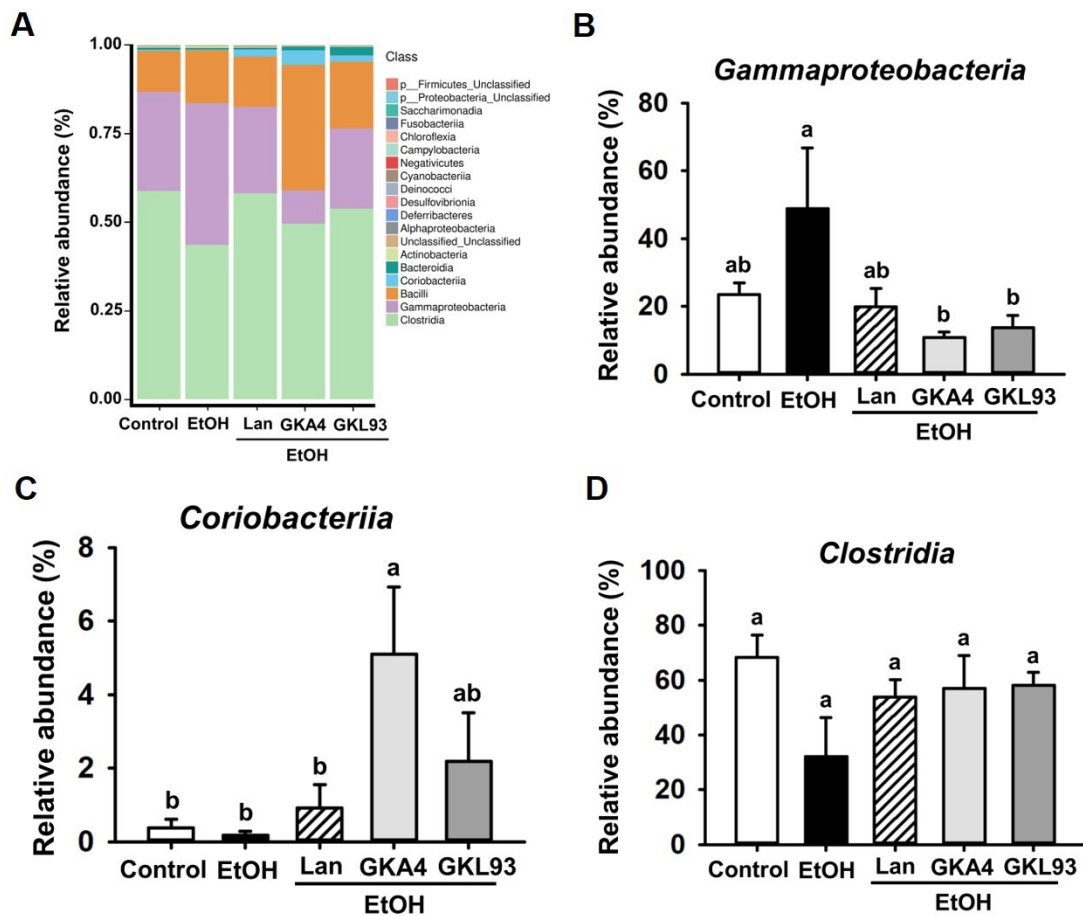 A
Relative abundance (%)
1.00
0.75
0.50
0.25
0.00
Control EtOH Lan GKA4 GKL93
EtOH
Class
p__Firmicutes_Unclassified
p__Proteobacteria_Unclassified
Saccharimonadia
Fusobacteriia
Chloroflexia
Campylobacteria
Negativicutes
Cyanobacteriia
Deinococci
Desulfovibrionia
Deferribacteres
Alphaproteobacteria
Unclassified_Unclassified
Actinobacteria
Bacteroidia
Coriobacteriia
Bacilli
Gammaproteobacteria
Clostridia
B
Gammaproteobacteria
Relative abundance (%)
80
60
40
20
0
ab a ab b b
Control EtOH Lan GKA4 GKL93
EtOH
C
Coriobacteriia
Relative abundance (%)
8
6
4
2
0
b b b a ab
Control EtOH Lan GKA4 GKL93
EtOH
D
Clostridia
Relative abundance (%)
100
80
60
40
20
0
a a a a a
Control EtOH Lan GKA4 GKL93
EtOH